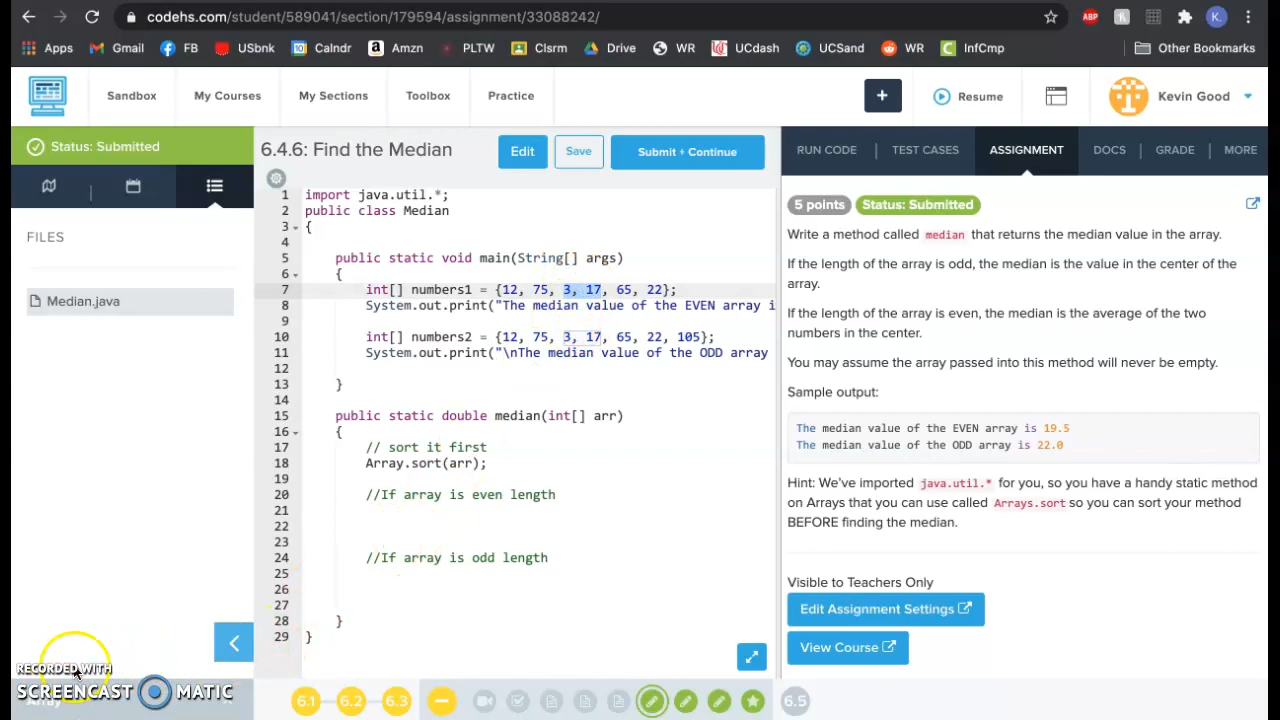 codehs.com/student/589041/section/179594/assignment/33088242/
ABP
K.
Apps Gmail FB USbnk Calndr Amzn PLTW Clsrm Drive WR UCdash UCSand WR InfCmp Other Bookmarks
Sandbox My Courses My Sections Toolbox Practice + Resume Kevin Good
Status: Submitted
FILES
Median.java
6.4.6: Find the Median Edit Save Submit + Continue
1 import java.util.*;
2 public class Median
3 {
4
5 public static void main(String[] args)
6 {
7 int[] numbers1 = {12, 75, 3, 17, 65, 22};
8 System.out.print("The median value of the EVEN array i
9
10 int[] numbers2 = {12, 75, 3, 17, 65, 22, 105};
11 System.out.print("\nThe median value of the ODD array
12
13 }
14
15 public static double median(int[] arr)
16 {
17 // sort it first
18 Array.sort(arr);
19
20 //If array is even length
21
22
23
24 //If array is odd length
25
26
27
28 }
29 }
RUN CODE TEST CASES ASSIGNMENT DOCS GRADE MORE
5 points Status: Submitted
Write a method called median that returns the median value in the array.
If the length of the array is odd, the median is the value in the center of the
array.
If the length of the array is even, the median is the average of the two
numbers in the center.
You may assume the array passed into this method will never be empty.
Sample output:
The median value of the EVEN array is 19.5
The median value of the ODD array is 22.0
Hint: We've imported java.util.* for you, so you have a handy static method
on Arrays that you can use called Arrays.sort so you can sort your method
BEFORE finding the median.
Visible to Teachers Only
Edit Assignment Settings
View Course
6.1 6.2 6.3 6.5
RECORDED WITH
SCREENCAST MATIC
Array